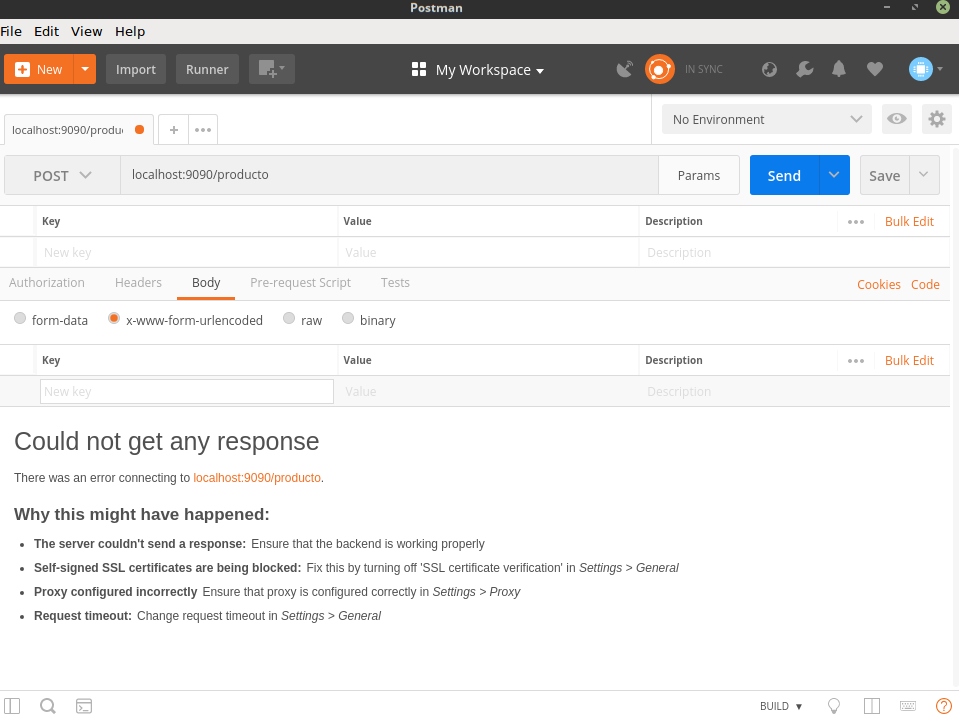 Postman
File Edit View Help
New Import Runner My Workspace IN SYNC
localhost:9090/produ + ••• No Environment
POST localhost:9090/producto Params Send Save
Key Value Description ••• Bulk Edit
New key Value Description
Authorization Headers Body Pre-request Script Tests Cookies Code
form-data x-www-form-urlencoded raw binary
Key Value Description ••• Bulk Edit
New key Value Description
Could not get any response
There was an error connecting to localhost:9090/producto.
Why this might have happened:
• The server couldn't send a response: Ensure that the backend is working properly
• Self-signed SSL certificates are being blocked: Fix this by turning off 'SSL certificate verification' in Settings > General
• Proxy configured incorrectly Ensure that proxy is configured correctly in Settings > Proxy
• Request timeout: Change request timeout in Settings > General
BUILD ▼ ?